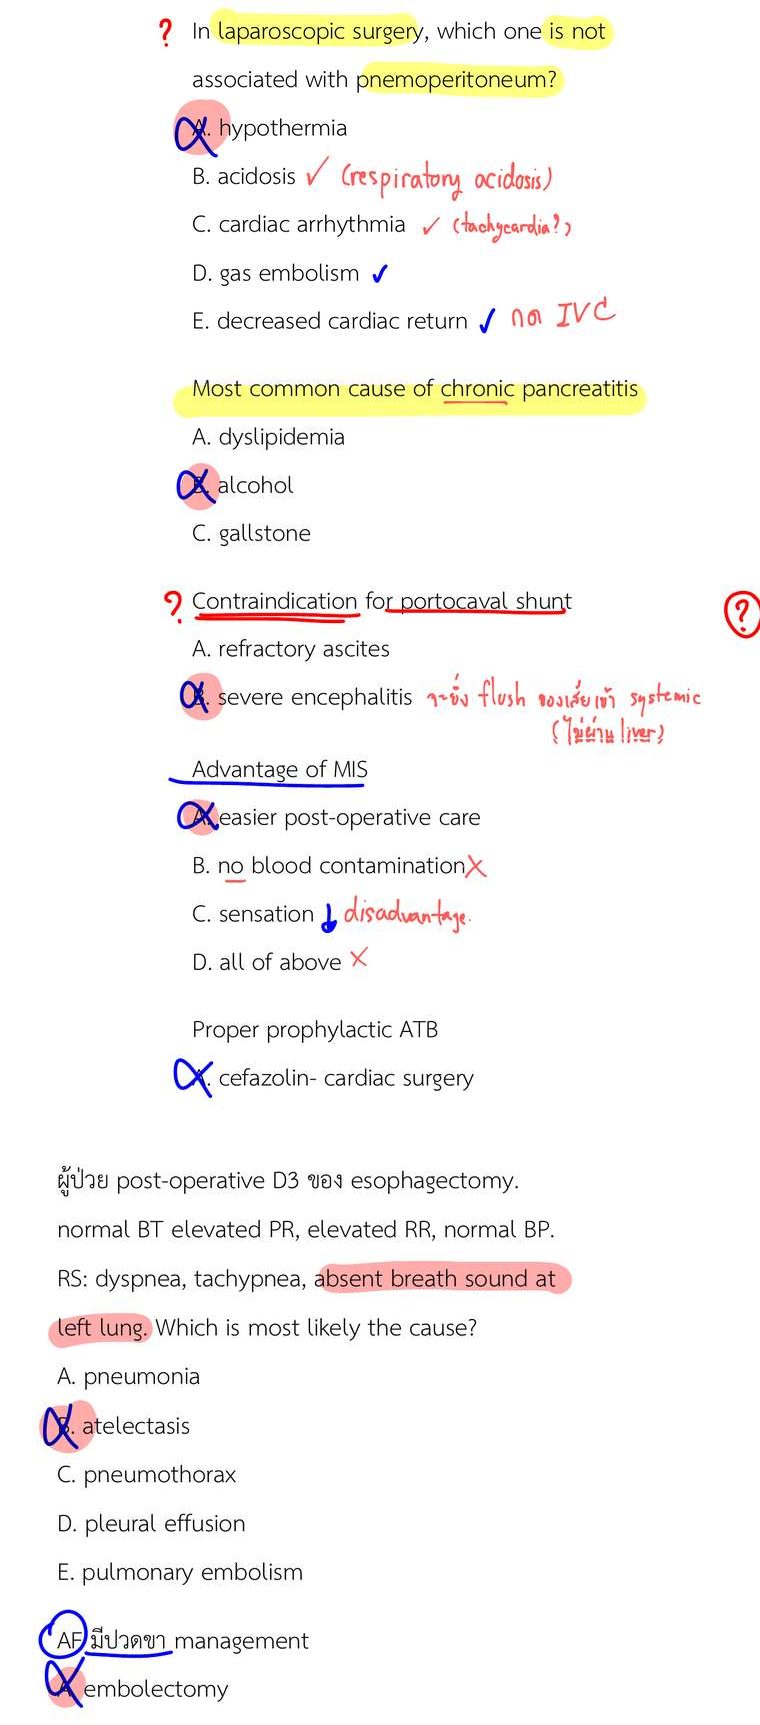 ? In laparoscopic surgery, which one is not
associated with pnemoperitoneum?
A. hypothermia
B. acidosis ✓ (respiratory acidosis)
C. cardiac arrhythmia ✓ (tachycardia?)
D. gas embolism ✓
E. decreased cardiac return ✓ กด IVC
Most common cause of chronic pancreatitis
A. dyslipidemia
B. alcohol
C. gallstone
? Contraindication for portocaval shunt ?
A. refractory ascites
B. severe encephalitis จะยิ่ง flush ของเสียเข้า systemic
(ไม่ผ่าน liver)
Advantage of MIS
A. easier post-operative care
B. no blood contamination X
C. sensation ↓ disadvantage.
D. all of above X
Proper prophylactic ATB
A. cefazolin- cardiac surgery
ผู้ป่วย post-operative D3 ของ esophagectomy.
normal BT elevated PR, elevated RR, normal BP.
RS: dyspnea, tachypnea, absent breath sound at
left lung. Which is most likely the cause?
A. pneumonia
B. atelectasis
C. pneumothorax
D. pleural effusion
E. pulmonary embolism
AF มีปวดขา management
A. embolectomy